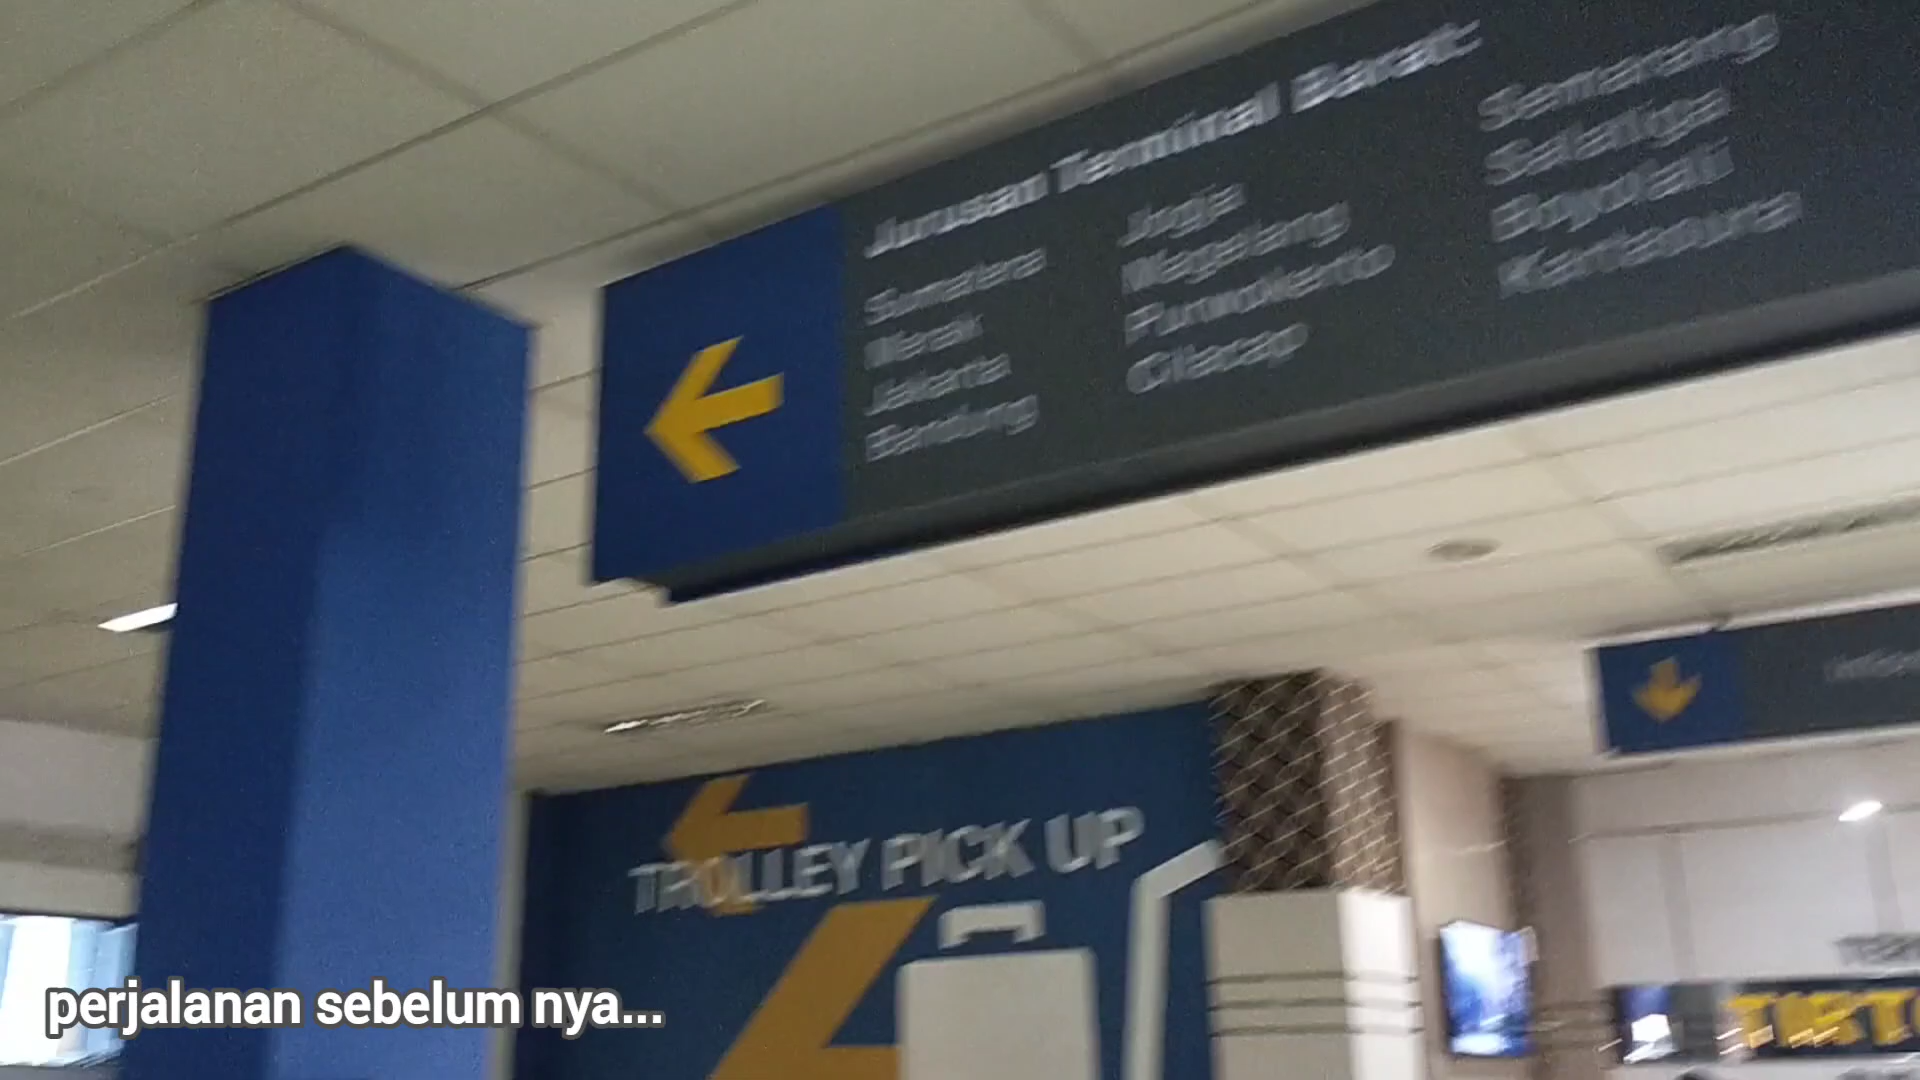 Jurusan Terminal Barat:
Sumatera
Merak
Jakarta
Bandung
Jogja
Magelang
Purwokerto
Cilacap
Semarang
Salatiga
Boyolali
Kartasura
TROLLEY PICK UP
perjalanan sebelum nya...